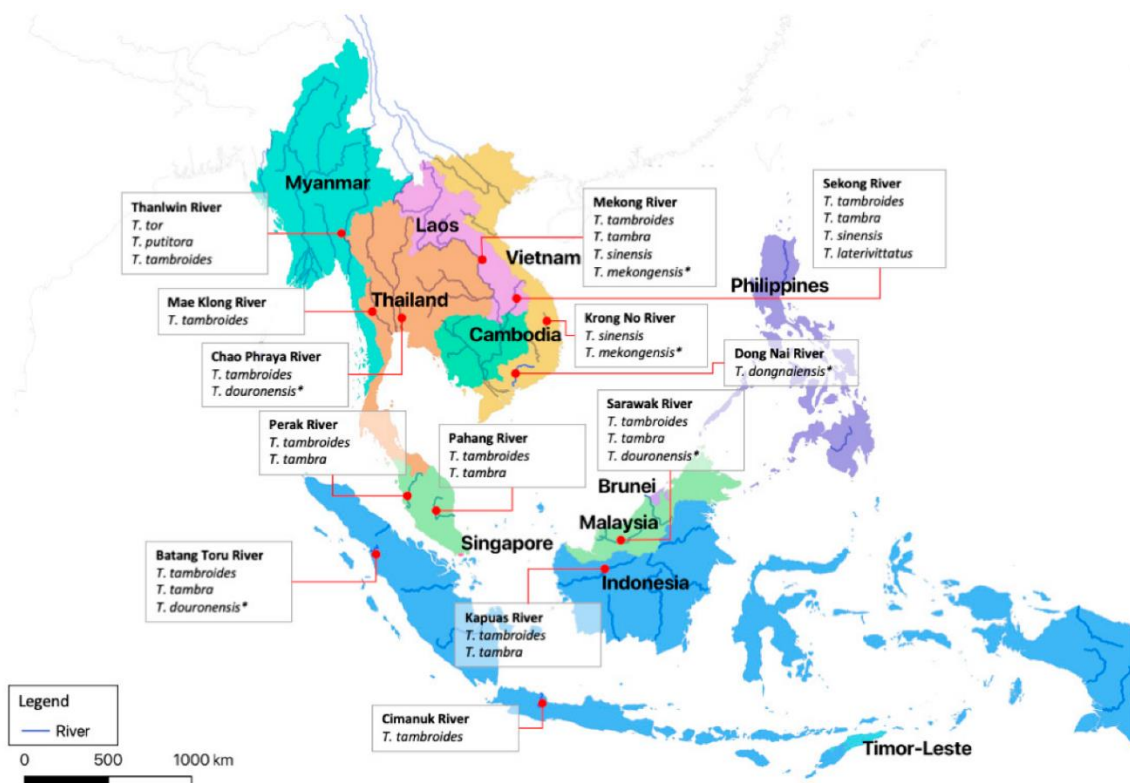 Myanmar
Laos
Vietnam
Thailand
Cambodia
Philippines
Brunei
Malaysia
Singapore
Indonesia
Timor-Leste
Thanlwin River
T. tor
T. putitora
T. tambroides
Mae Klong River
T. tambroides
Chao Phraya River
T. tambroides
T. douronensis*
Perak River
T. tambroides
T. tambra
Pahang River
T. tambroides
T. tambra
Mekong River
T. tambroides
T. tambra
T. sinensis
T. mekongensis*
Sekong River
T. tambroides
T. tambra
T. sinensis
T. laterivittatus
Krong No River
T. sinensis
T. mekongensis*
Dong Nai River
T. dongnaiensis*
Sarawak River
T. tambroides
T. tambra
T. douronensis*
Batang Toru River
T. tambroides
T. tambra
T. douronensis*
Kapuas River
T. tambroides
T. tambra
Cimanuk River
T. tambroides
Legend
River
0 500 1000 km